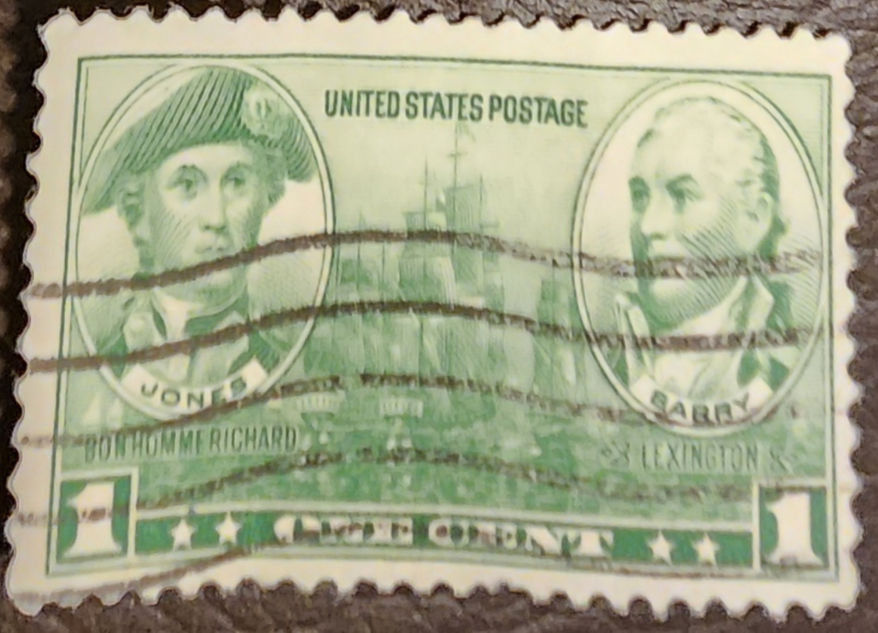 UNITED STATES POSTAGE
JONES
BARRY
BON HOMME RICHARD
LEXINGTON
1 ONE CENT 1